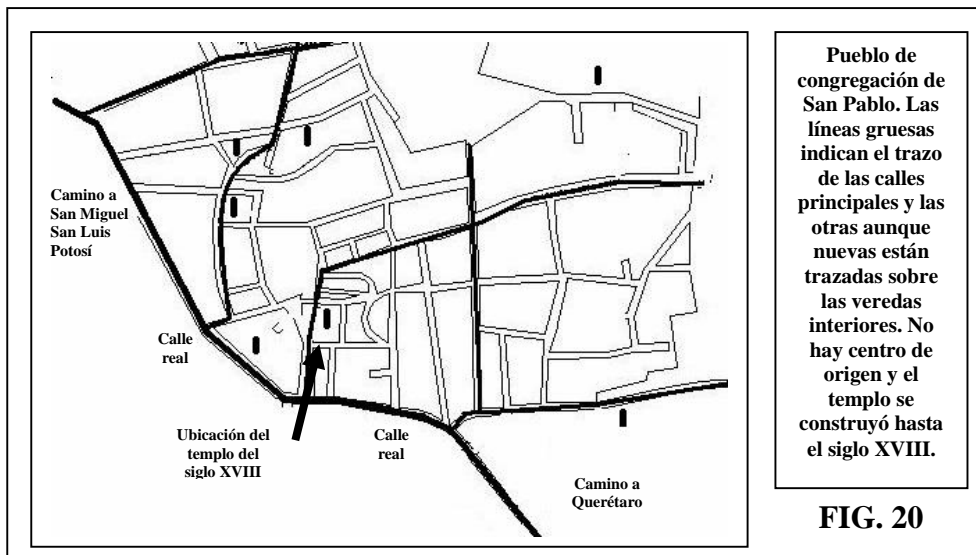 Camino a
San Miguel
San Luis
Potosí
Calle
real
Ubicación del
templo del
siglo XVIII
Calle
real
Camino a
Querétaro
Pueblo de
congregación de
San Pablo. Las
líneas gruesas
indican el trazo
de las calles
principales y las
otras aunque
nuevas están
trazadas sobre
las veredas
interiores. No
hay centro de
origen y el
templo se
construyó hasta
el siglo XVIII.
FIG. 20